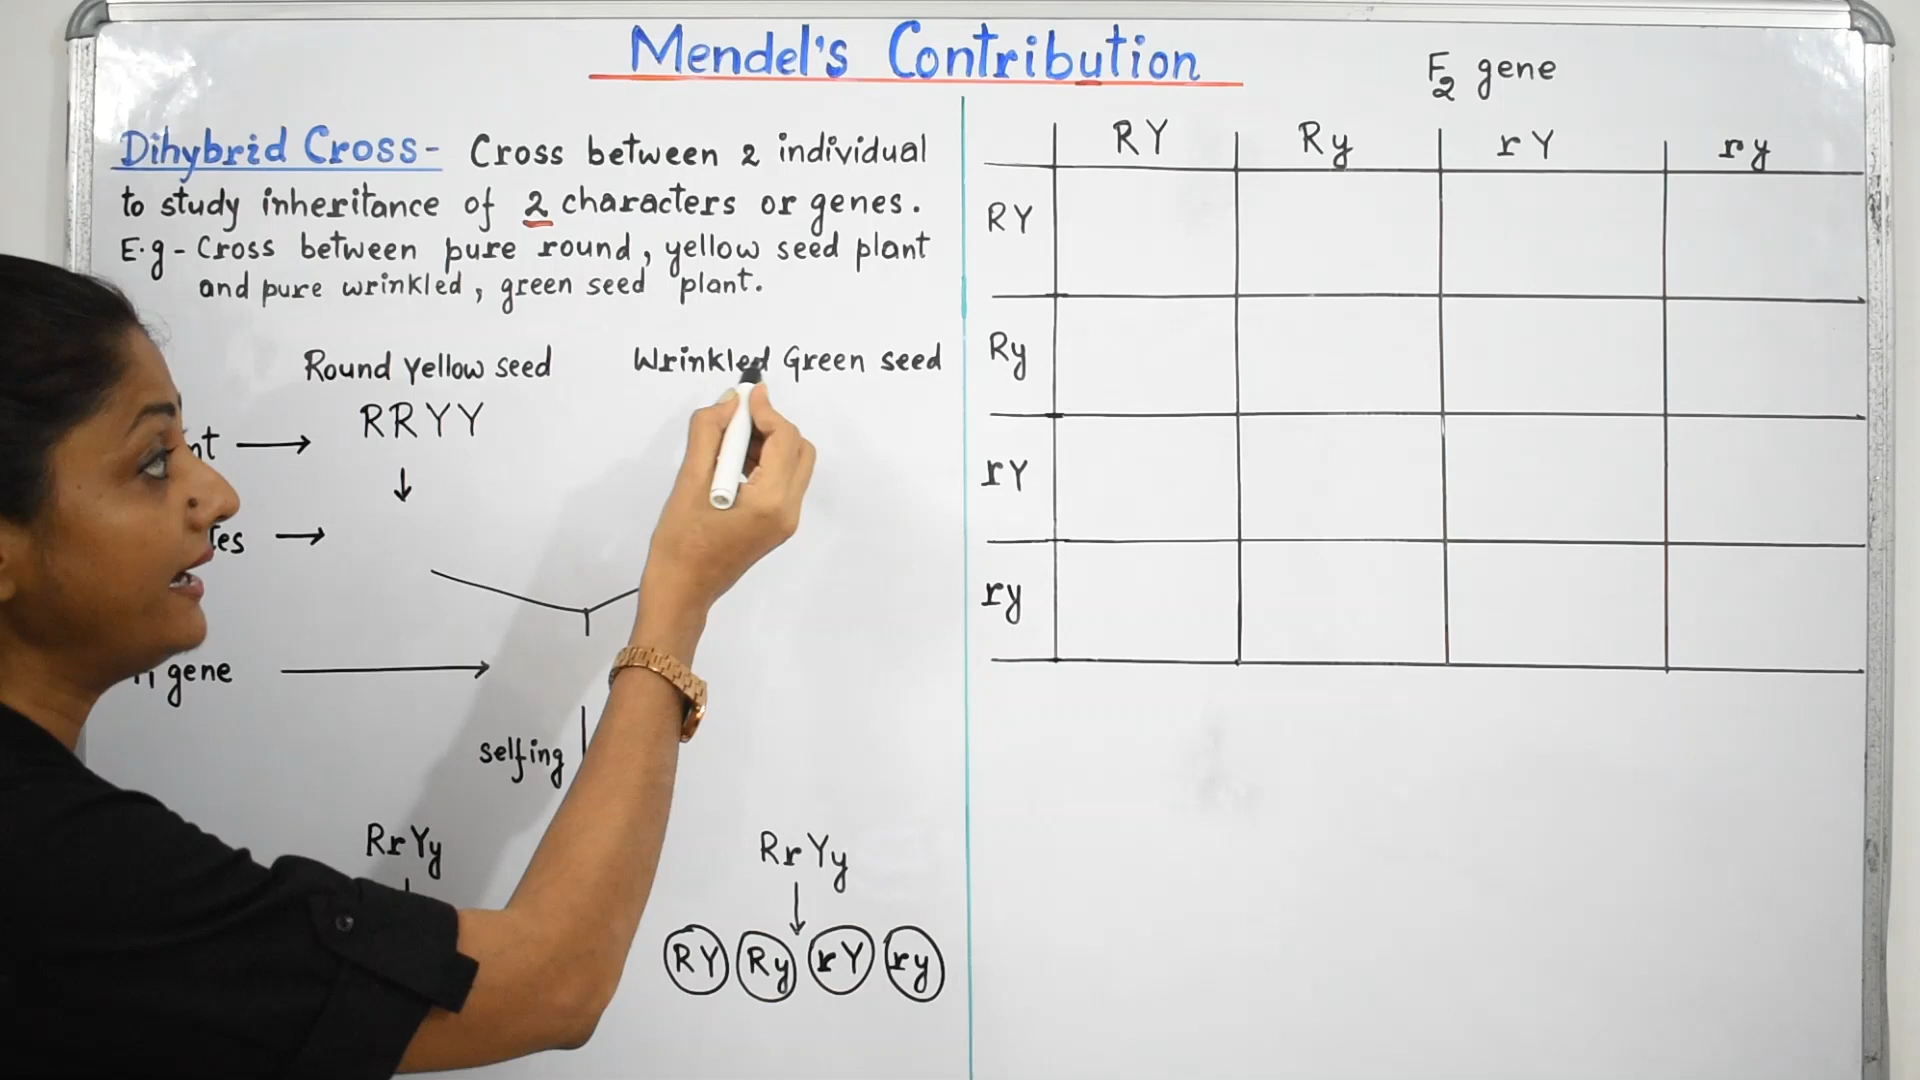 Mendel's Contribution
Dihybrid Cross- Cross between 2 individual
to study inheritance of 2 characters or genes.
E.g- Cross between pure round, yellow seed plant
and pure wrinkled, green seed plant.
Round Yellow seed
Wrinkled Green seed
RRYY
gene
selfing
RrYy
RrYy
RY Ry rY ry
F2 gene
RY Ry rY ry
RY
Ry
rY
ry